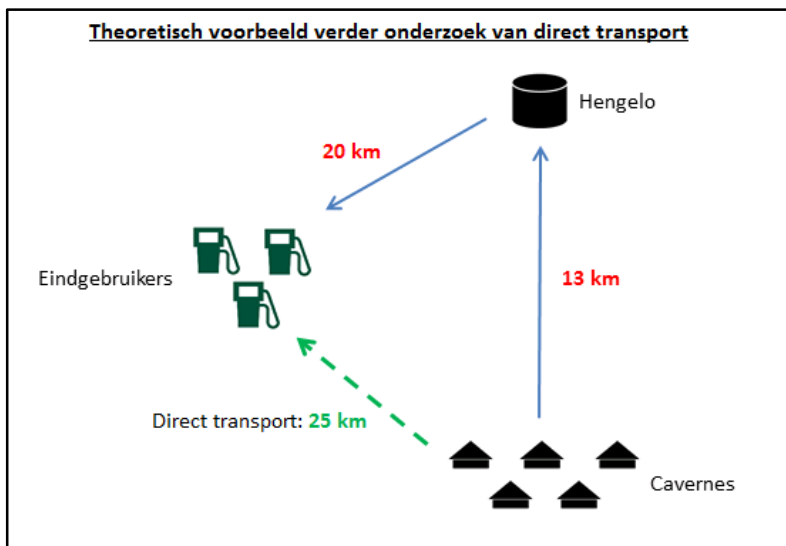 Theoretisch voorbeeld verder onderzoek van direct transport
Hengelo
20 km
Eindgebruikers
13 km
Direct transport: 25 km
Cavernes